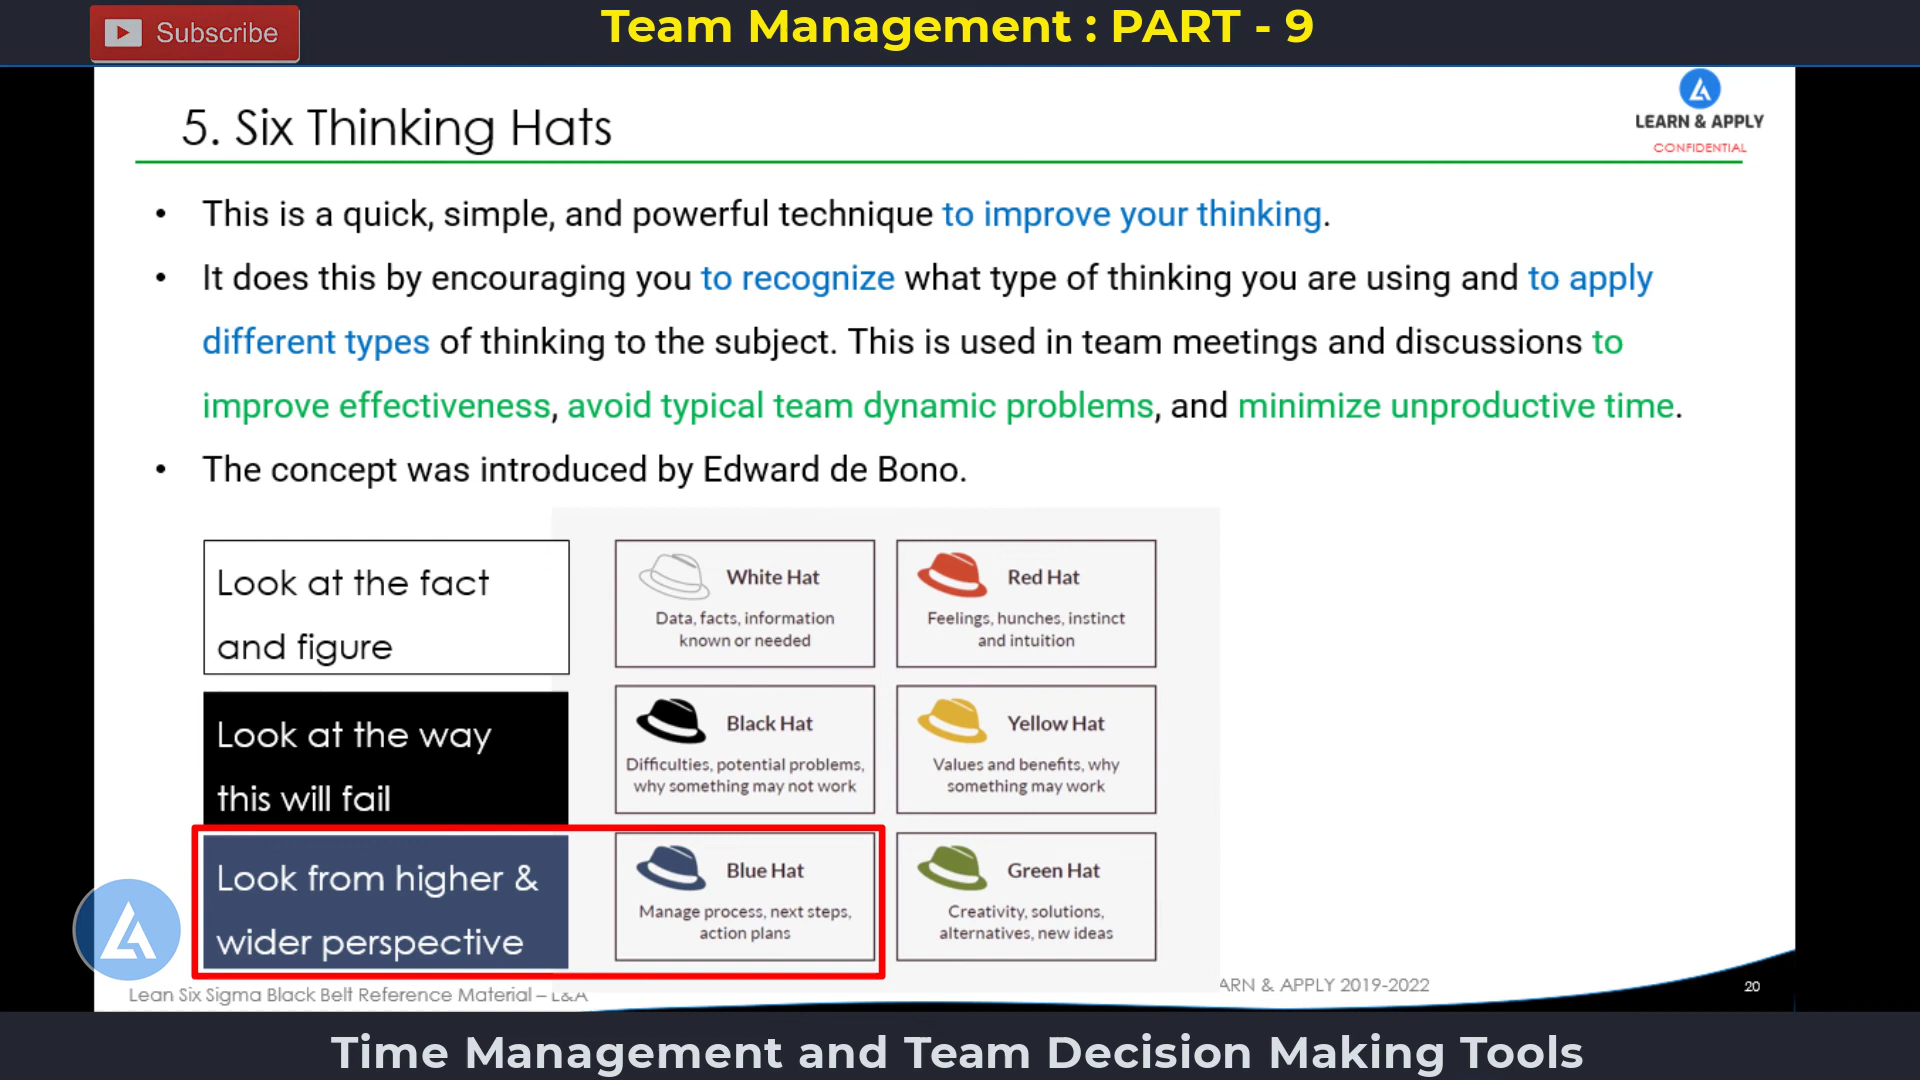 Subscribe
Team Management : PART - 9
5. Six Thinking Hats
LEARN & APPLY
CONFIDENTIAL
• This is a quick, simple, and powerful technique to improve your thinking.
• It does this by encouraging you to recognize what type of thinking you are using and to apply
different types of thinking to the subject. This is used in team meetings and discussions to
improve effectiveness, avoid typical team dynamic problems, and minimize unproductive time.
• The concept was introduced by Edward de Bono.
Look at the fact
and figure
White Hat
Data, facts, information
known or needed
Red Hat
Feelings, hunches, instinct
and intuition
Look at the way
this will fail
Black Hat
Difficulties, potential problems,
why something may not work
Yellow Hat
Values and benefits, why
something may work
Look from higher &
wider perspective
Blue Hat
Manage process, next steps,
action plans
Green Hat
Creativity, solutions,
alternatives, new ideas
Lean Six Sigma Black Belt Reference Material – L&A
ARN & APPLY 2019-2022
20
Time Management and Team Decision Making Tools